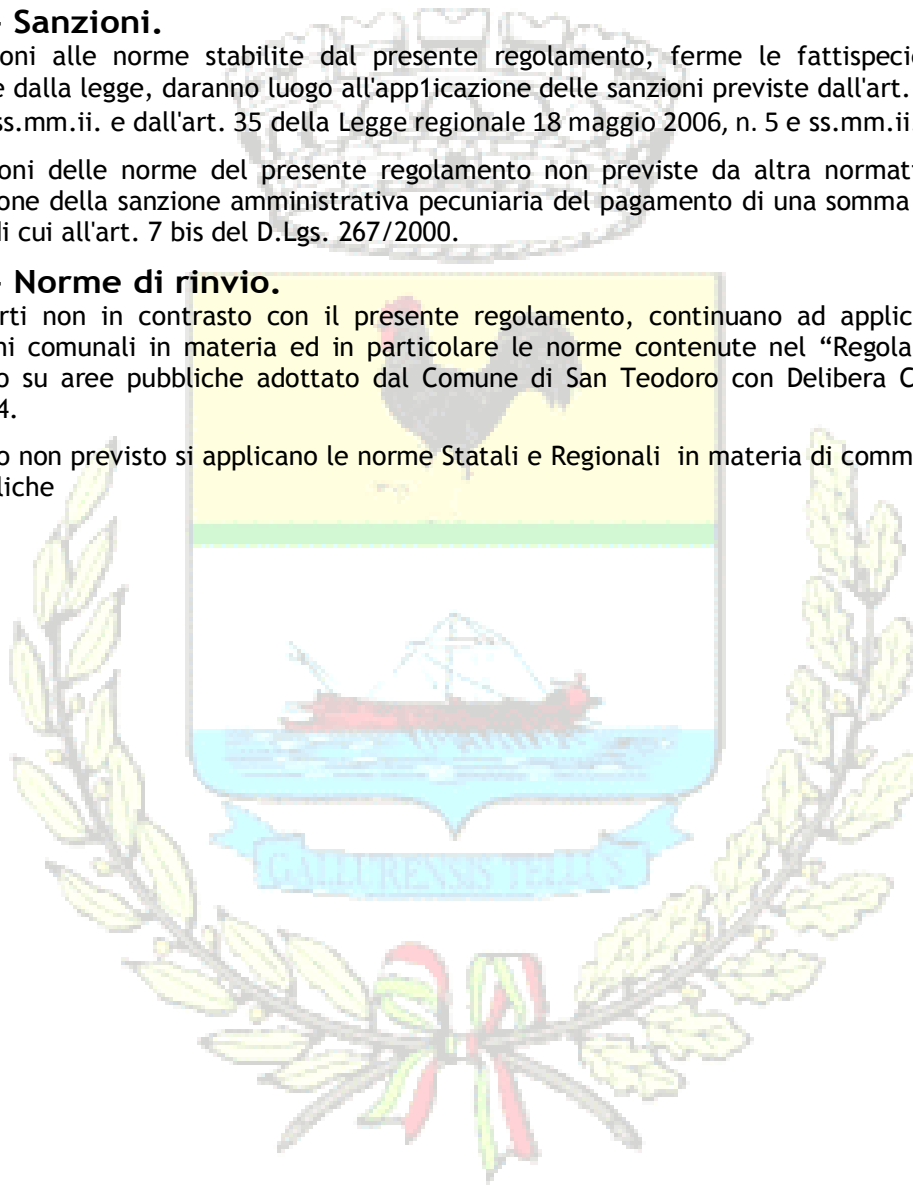 - Sanzioni.
oni alle norme stabilite dal presente regolamento, ferme le fattispeci
e dalla legge, daranno luogo all'app1icazione delle sanzioni previste dall'art.
ss.mm.ii. e dall'art. 35 della Legge regionale 18 maggio 2006, n. 5 e ss.mm.ii
oni delle norme del presente regolamento non previste da altra normati
one della sanzione amministrativa pecuniaria del pagamento di una somma
di cui all'art. 7 bis del D.Lgs. 267/2000.
- Norme di rinvio.
rti non in contrasto con il presente regolamento, continuano ad applic
ni comunali in materia ed in particolare le norme contenute nel “Regola
o su aree pubbliche adottato dal Comune di San Teodoro con Delibera C
4.
o non previsto si applicano le norme Statali e Regionali in materia di comm
liche
GALLURENSIS TELLUS